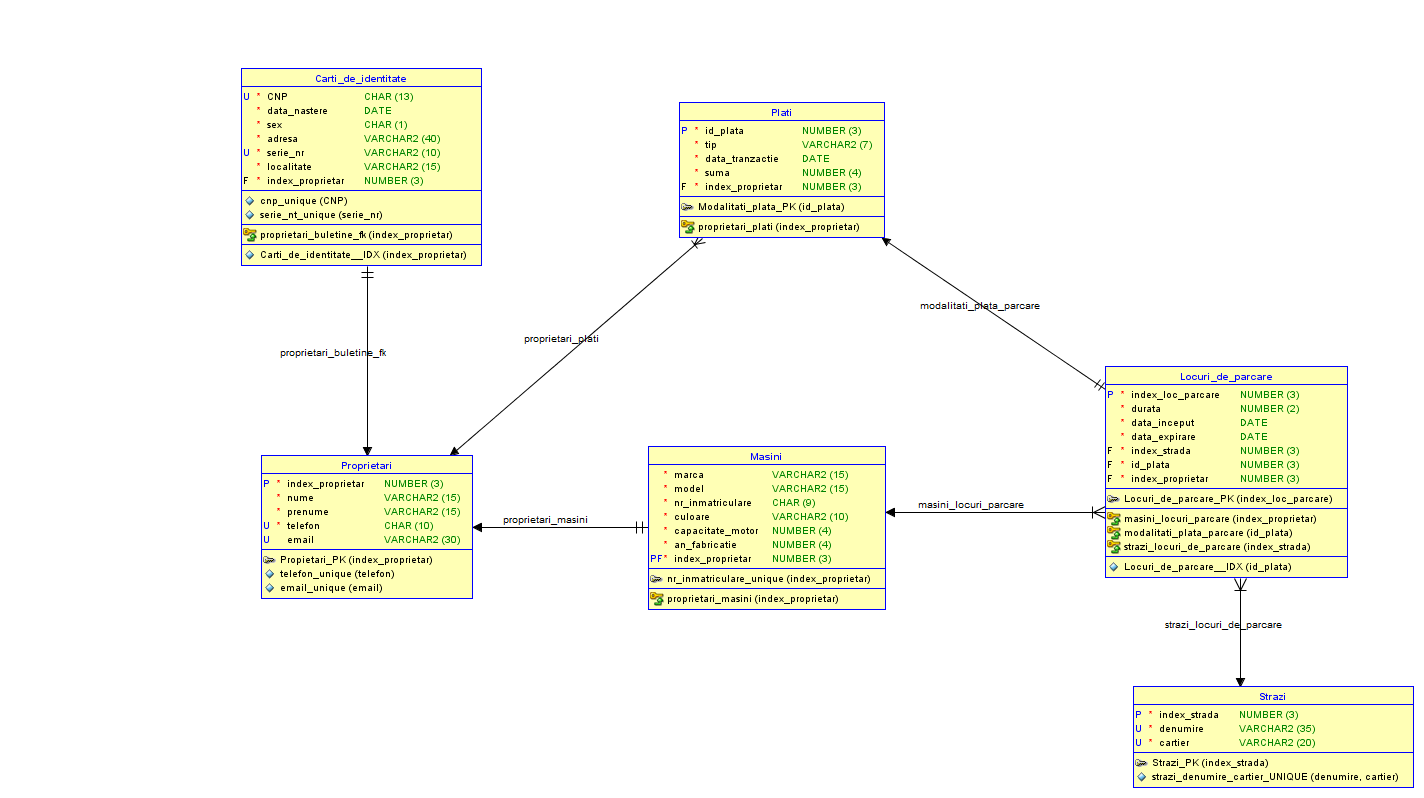 Carti_de_identitate
U * CNP CHAR (13)
* data_nastere DATE
* sex CHAR (1)
* adresa VARCHAR2 (40)
U * serie_nr VARCHAR2 (10)
* localitate VARCHAR2 (15)
F * index_proprietar NUMBER (3)
cnp_unique (CNP)
serie_nt_unique (serie_nr)
proprietari_buletine_fk (index_proprietar)
Carti_de_identitate__IDX (index_proprietar)
Plati
P * id_plata NUMBER (3)
* tip VARCHAR2 (7)
* data_tranzactie DATE
* suma NUMBER (4)
F * index_proprietar NUMBER (3)
Modalitati_plata_PK (id_plata)
proprietari_plati (index_proprietar)
modalitati_plata_parcare
proprietari_plati
proprietari_buletine_fk
Locuri_de_parcare
P * index_loc_parcare NUMBER (3)
* durata NUMBER (2)
* data_inceput DATE
* data_expirare DATE
F * index_strada NUMBER (3)
F * id_plata NUMBER (3)
F * index_proprietar NUMBER (3)
Locuri_de_parcare_PK (index_loc_parcare)
masini_locuri_parcare (index_proprietar)
modalitati_plata_parcare (id_plata)
strazi_locuri_de_parcare (index_strada)
Locuri_de_parcare__IDX (id_plata)
Proprietari
P * index_proprietar NUMBER (3)
* nume VARCHAR2 (15)
* prenume VARCHAR2 (15)
U * telefon CHAR (10)
U email VARCHAR2 (30)
Propietari_PK (index_proprietar)
telefon_unique (telefon)
email_unique (email)
proprietari_masini
Masini
* marca VARCHAR2 (15)
* model VARCHAR2 (15)
* nr_inmatriculare CHAR (9)
* culoare VARCHAR2 (10)
* capacitate_motor NUMBER (4)
* an_fabricatie NUMBER (4)
PF* index_proprietar NUMBER (3)
nr_inmatriculare_unique (index_proprietar)
proprietari_masini (index_proprietar)
masini_locuri_parcare
strazi_locuri_de_parcare
Strazi
P * index_strada NUMBER (3)
U * denumire VARCHAR2 (35)
U * cartier VARCHAR2 (20)
Strazi_PK (index_strada)
strazi_denumire_cartier_UNIQUE (denumire, cartier)